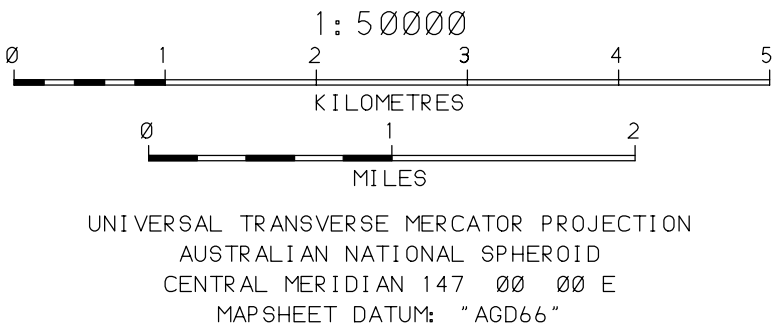 1:50000
0 1 2 3 4 5
KILOMETRES
0 1 2
MILES
UNIVERSAL TRANSVERSE MERCATOR PROJECTION
AUSTRALIAN NATIONAL SPHEROID
CENTRAL MERIDIAN 147 00 00 E
MAPSHEET DATUM: "AGD66"